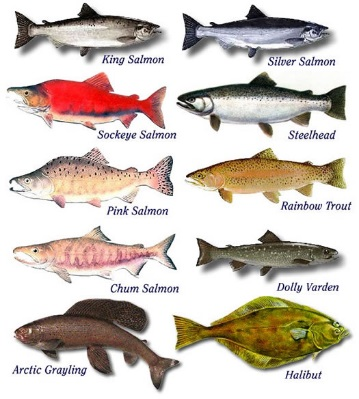 King Salmon
Silver Salmon
Sockeye Salmon
Steelhead
Pink Salmon
Rainbow Trout
Chum Salmon
Dolly Varden
Arctic Grayling
Halibut